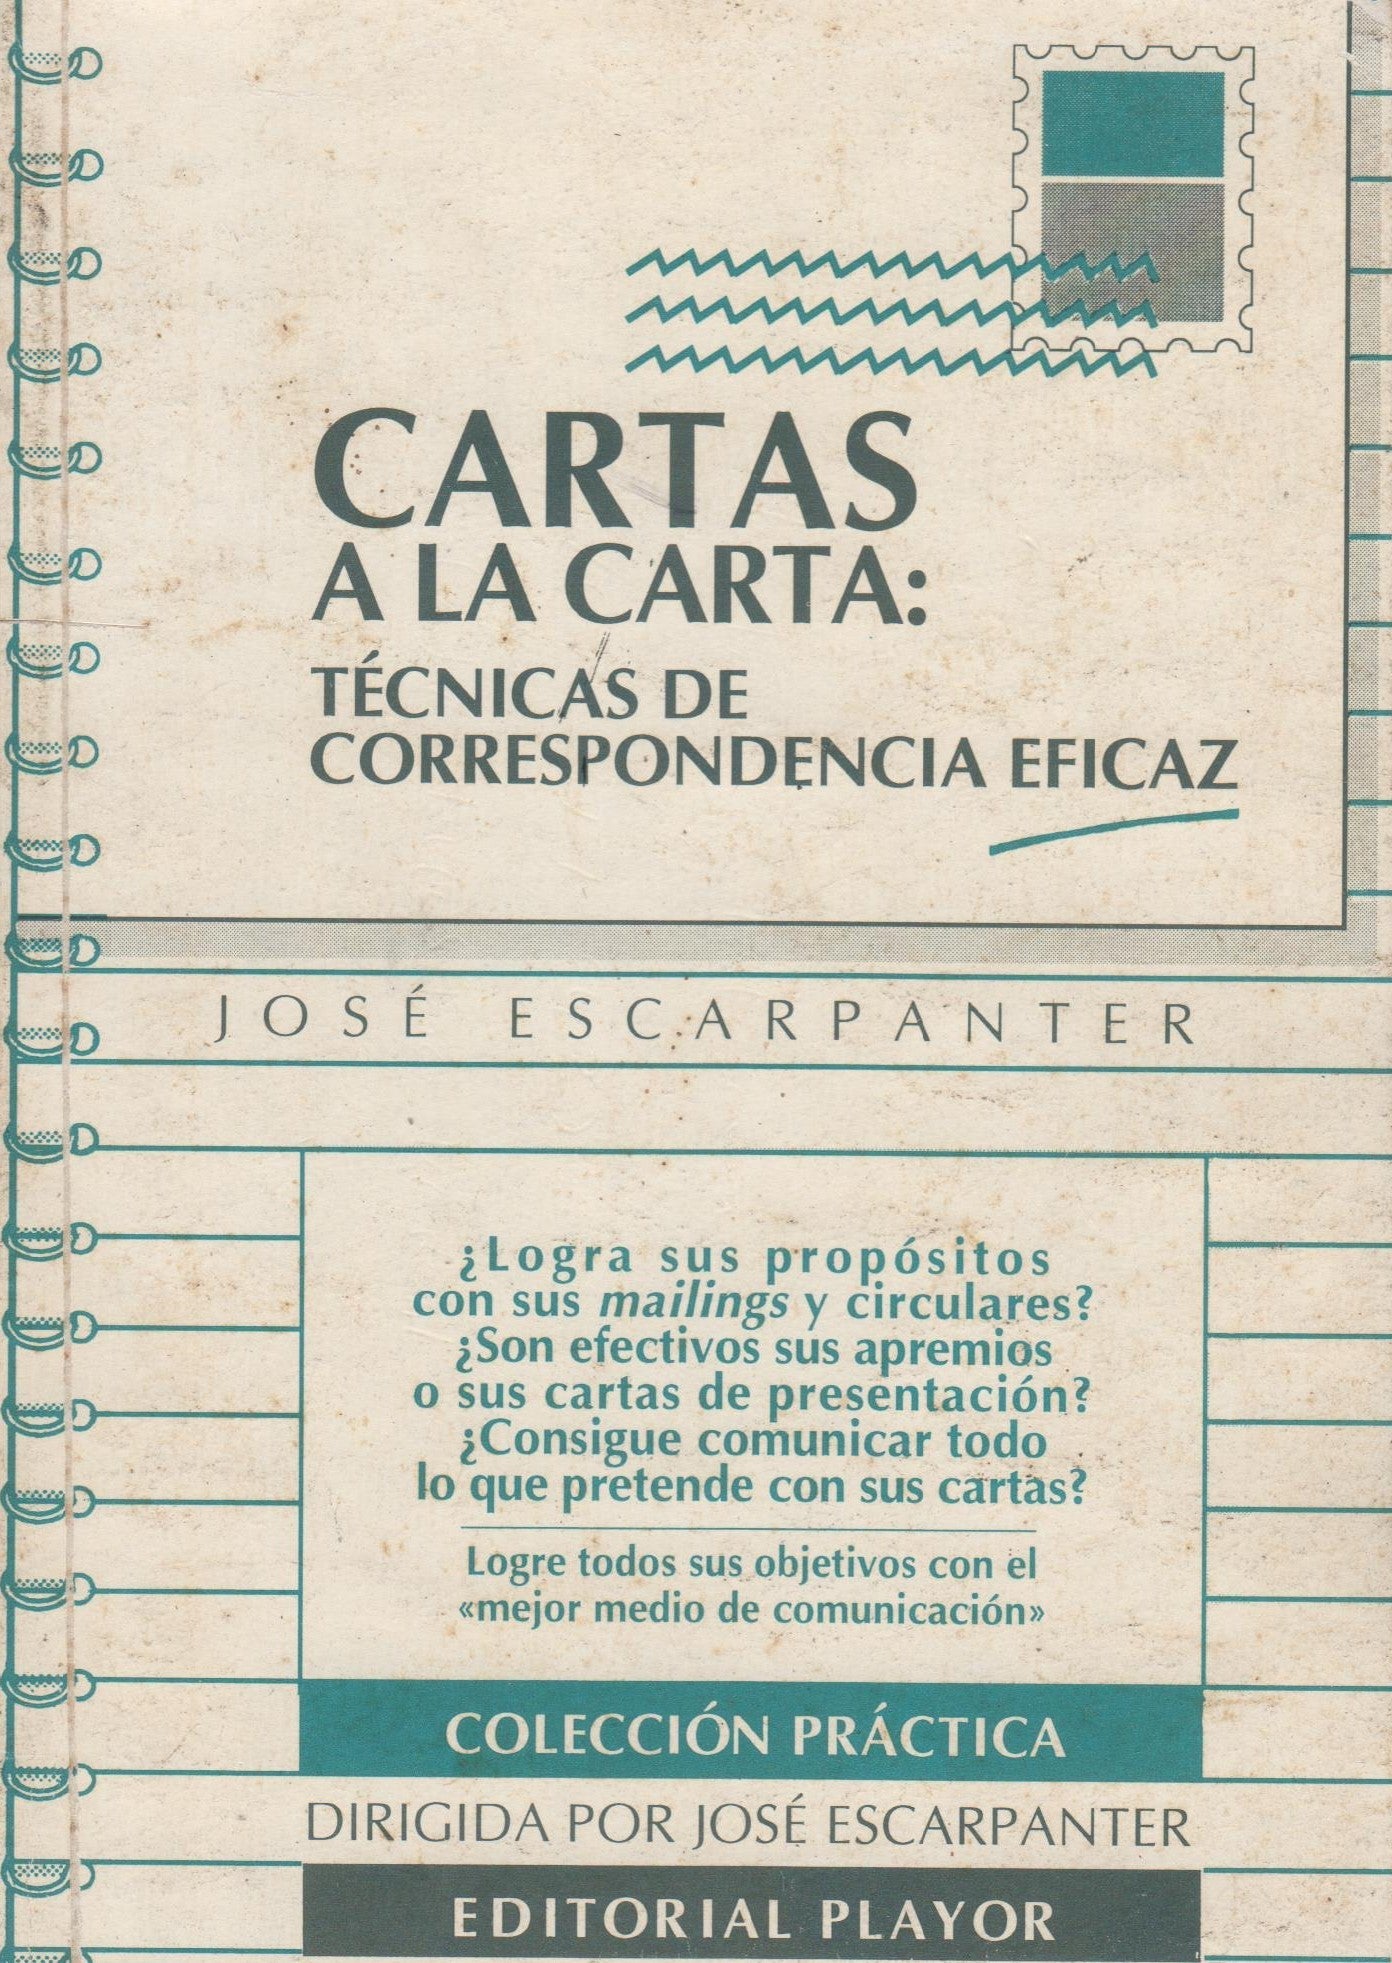 CARTAS
A LA CARTA:
TÉCNICAS DE
CORRESPONDENCIA EFICAZ
JOSÉ ESCARPANTER
¿Logra sus propósitos
con sus mailings y circulares?
¿Son efectivos sus apremios
o sus cartas de presentación?
¿Consigue comunicar todo
lo que pretende con sus cartas?
Logre todos sus objetivos con el
«mejor medio de comunicación»
COLECCIÓN PRÁCTICA
DIRIGIDA POR JOSÉ ESCARPANTER
EDITORIAL PLAYOR